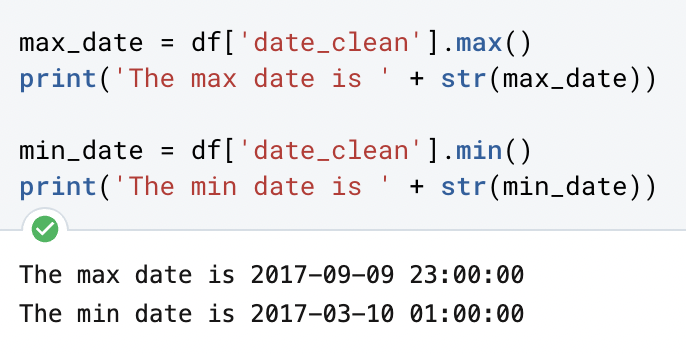 max_date = df['date_clean'].max()
print('The max date is ' + str(max_date))
min_date = df['date_clean'].min()
print('The min date is ' + str(min_date))
The max date is 2017-09-09 23:00:00
The min date is 2017-03-10 01:00:00